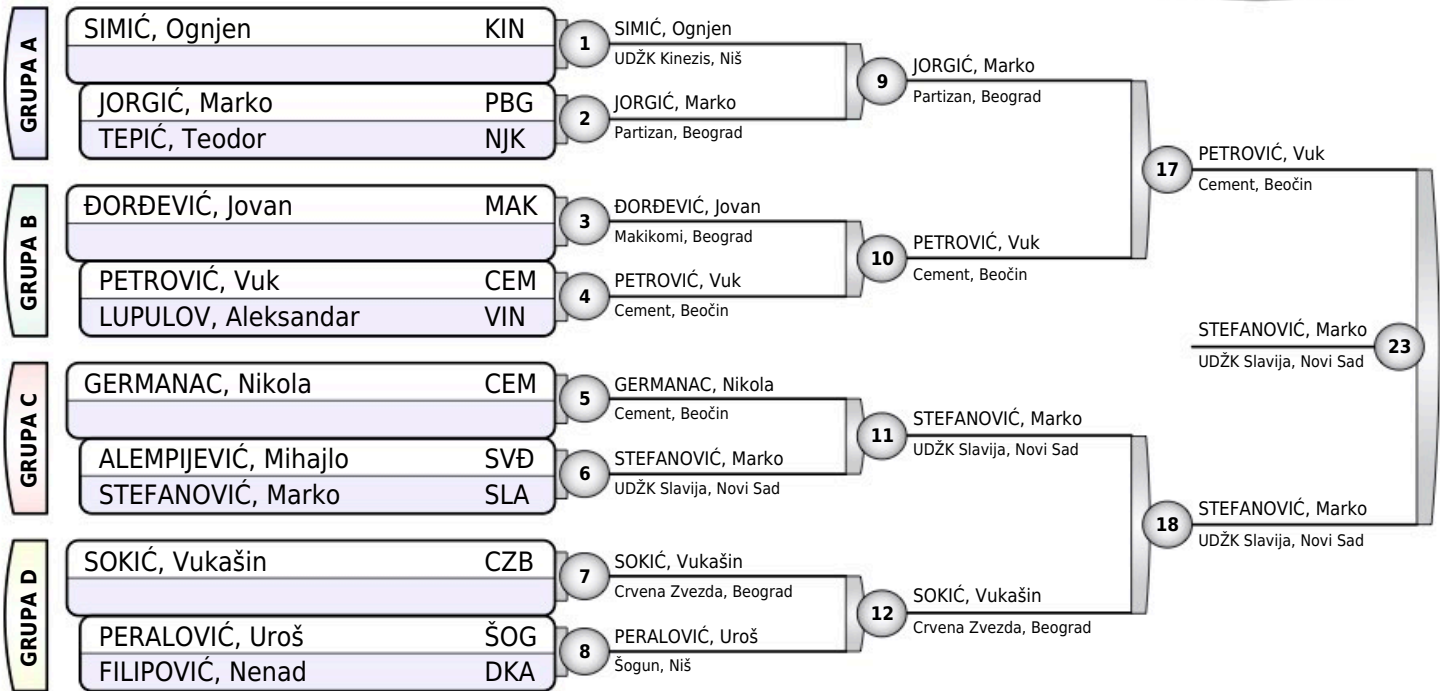 GRUPA A
SIMIĆ, Ognjen KIN
JORGIĆ, Marko PBG
TEPIĆ, Teodor NJK
1
SIMIĆ, Ognjen
UDŽK Kinezis, Niš
2
JORGIĆ, Marko
Partizan, Beograd
9
JORGIĆ, Marko
Partizan, Beograd
GRUPA B
ĐORĐEVIĆ, Jovan MAK
PETROVIĆ, Vuk CEM
LUPULOV, Aleksandar VIN
3
ĐORĐEVIĆ, Jovan
Makikomi, Beograd
4
PETROVIĆ, Vuk
Cement, Beočin
10
PETROVIĆ, Vuk
Cement, Beočin
17
PETROVIĆ, Vuk
Cement, Beočin
GRUPA C
GERMANAC, Nikola CEM
ALEMPIJEVIĆ, Mihajlo SVĐ
STEFANOVIĆ, Marko SLA
5
GERMANAC, Nikola
Cement, Beočin
6
STEFANOVIĆ, Marko
UDŽK Slavija, Novi Sad
11
STEFANOVIĆ, Marko
UDŽK Slavija, Novi Sad
GRUPA D
SOKIĆ, Vukašin CZB
PERALOVIĆ, Uroš ŠOG
FILIPOVIĆ, Nenad DKA
7
SOKIĆ, Vukašin
Crvena Zvezda, Beograd
8
PERALOVIĆ, Uroš
Šogun, Niš
12
SOKIĆ, Vukašin
Crvena Zvezda, Beograd
18
STEFANOVIĆ, Marko
UDŽK Slavija, Novi Sad
STEFANOVIĆ, Marko
UDŽK Slavija, Novi Sad
23